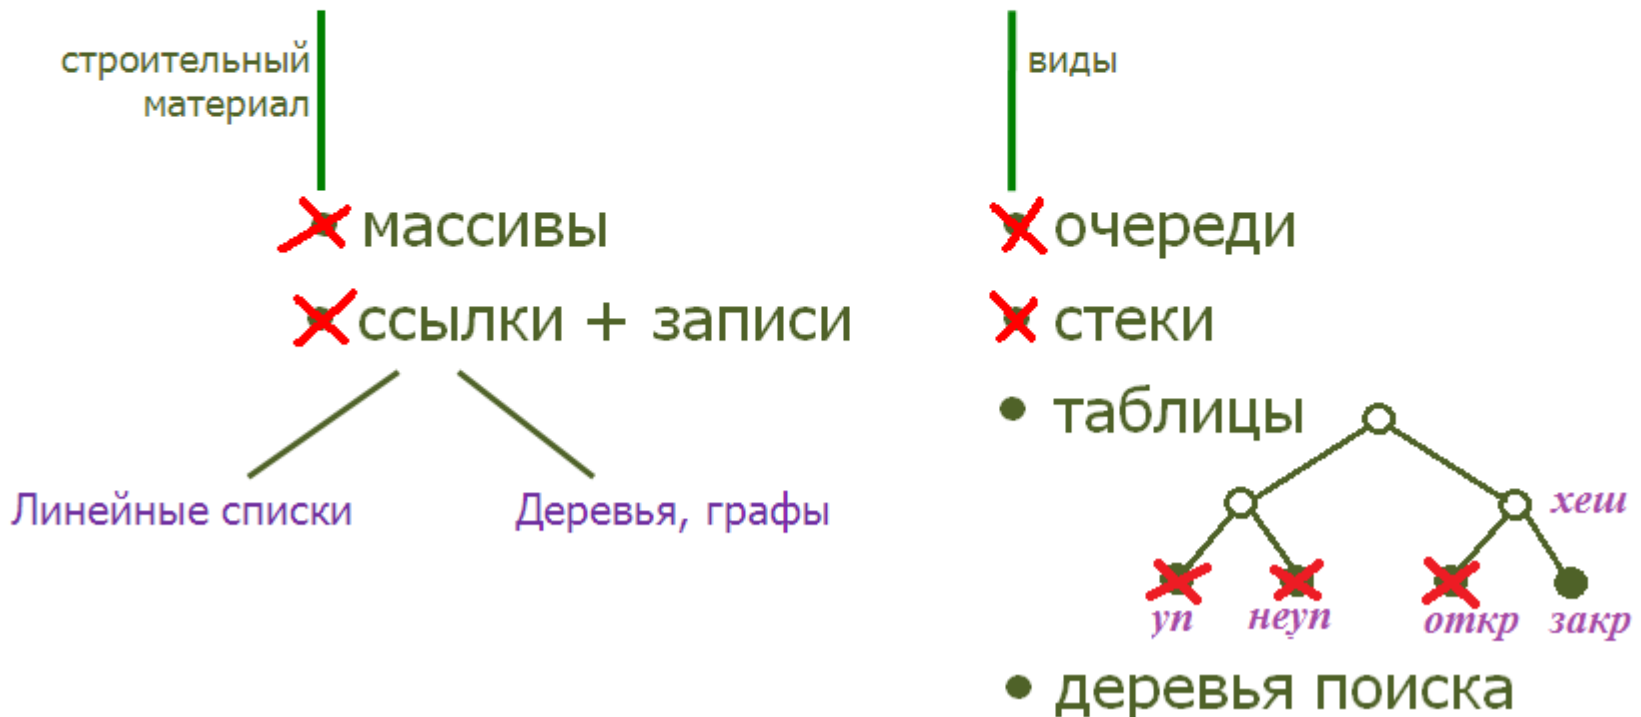 строительный
материал
массивы
ссылки + записи
Линейные списки
Деревья, графы
виды
очереди
стеки
таблицы
хеш
уп
неуп
откр
закр
деревья поиска